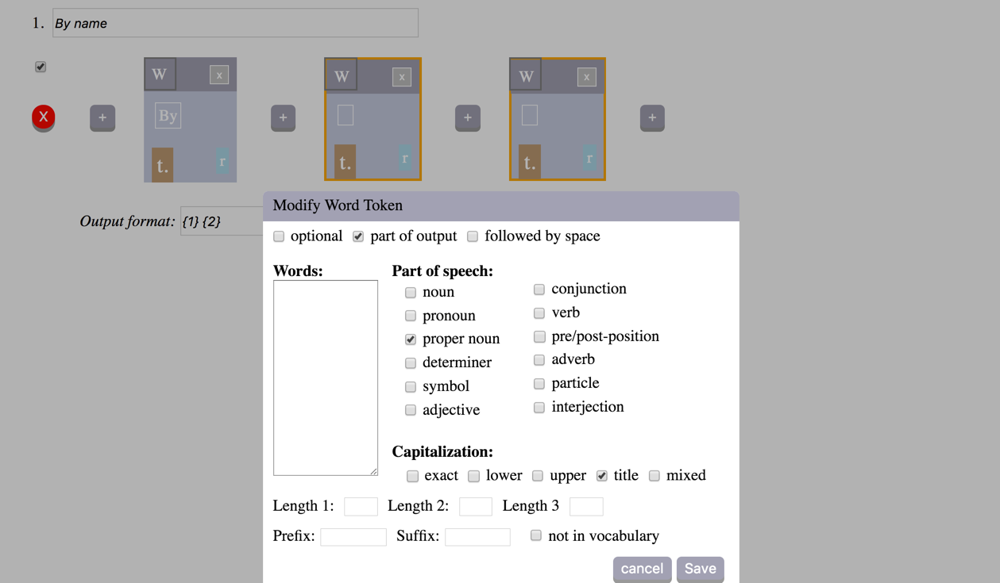 1. By name
W x W x W x
X + By + + +
t. r t. r t. r
Output format: {1} {2}
Modify Word Token
optional part of output followed by space
Words: Part of speech:
noun conjunction
pronoun verb
proper noun pre/post-position
determiner adverb
symbol particle
adjective interjection
Capitalization:
exact lower upper title mixed
Length 1: Length 2: Length 3
Prefix: Suffix: not in vocabulary
cancel Save